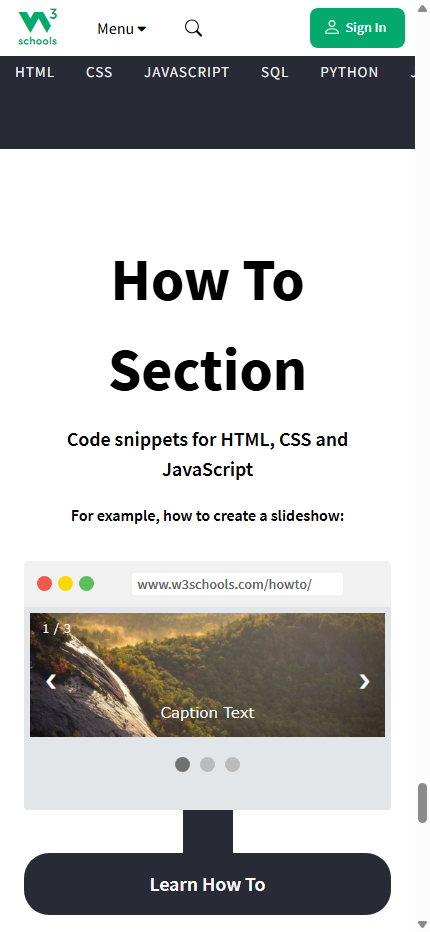 W3
schools
Menu
Sign In
HTML CSS JAVASCRIPT SQL PYTHON
How To
Section
Code snippets for HTML, CSS and
JavaScript
For example, how to create a slideshow:
www.w3schools.com/howto/
1 / 3
❮ ❯
Caption Text
Learn How To